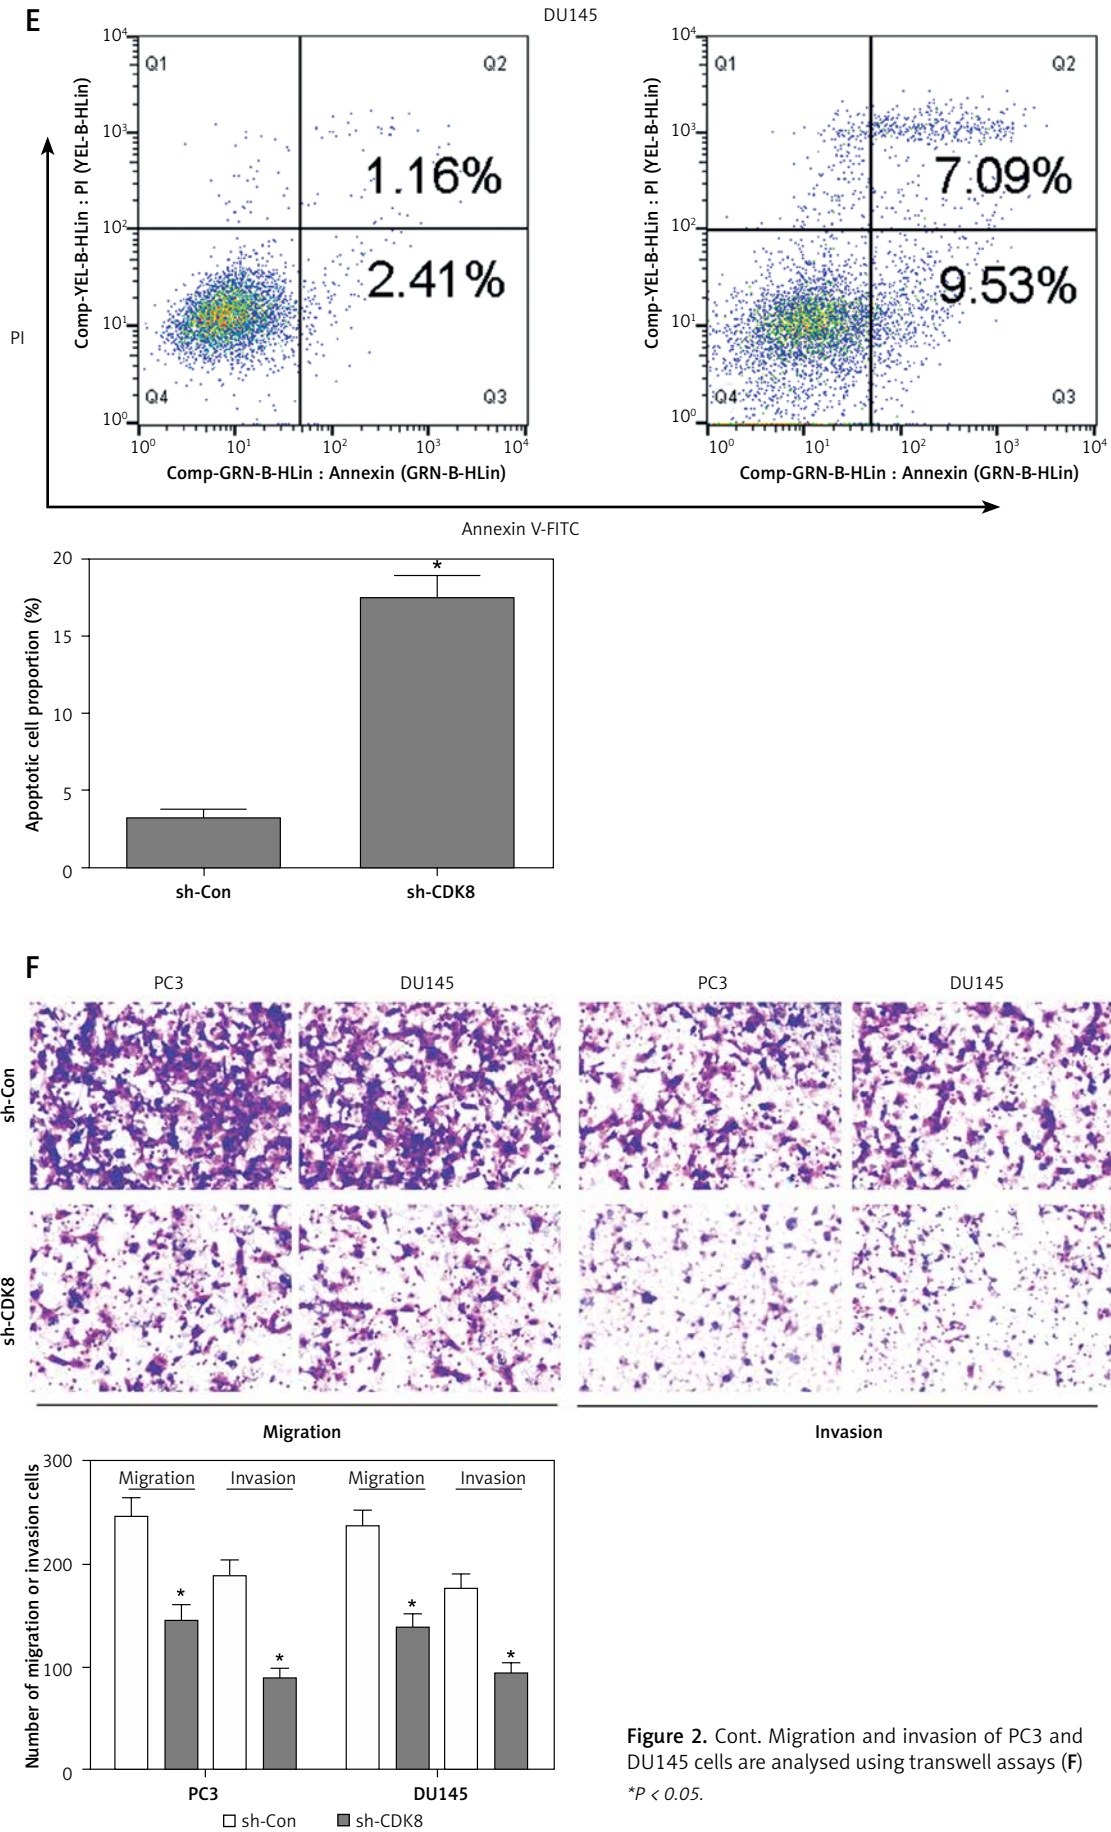 E
DU145
10⁴
Q1
Q2
10³
1.16%
10²
2.41%
10¹
Q4
Q3
10⁰
10⁰ 10¹ 10² 10³ 10⁴
Comp-YEL-B-HLin : PI (YEL-B-HLin)
Comp-GRN-B-HLin : Annexin (GRN-B-HLin)
10⁴
Q1
Q2
10³
7.09%
10²
9.53%
10¹
Q4
Q3
10⁰
10⁰ 10¹ 10² 10³ 10⁴
Comp-YEL-B-HLin : PI (YEL-B-HLin)
Comp-GRN-B-HLin : Annexin (GRN-B-HLin)
PI
Annexin V-FITC
Apoptotic cell proportion (%)
20
15
10
5
0
*
sh-Con sh-CDK8
F
PC3 DU145 PC3 DU145
sh-Con
sh-CDK8
Migration Invasion
Number of migration or invasion cells
300
200
100
0
Migration Invasion Migration Invasion
* * * *
PC3 DU145
sh-Con sh-CDK8
Figure 2. Cont. Migration and invasion of PC3 and
DU145 cells are analysed using transwell assays (F)
*P < 0.05.